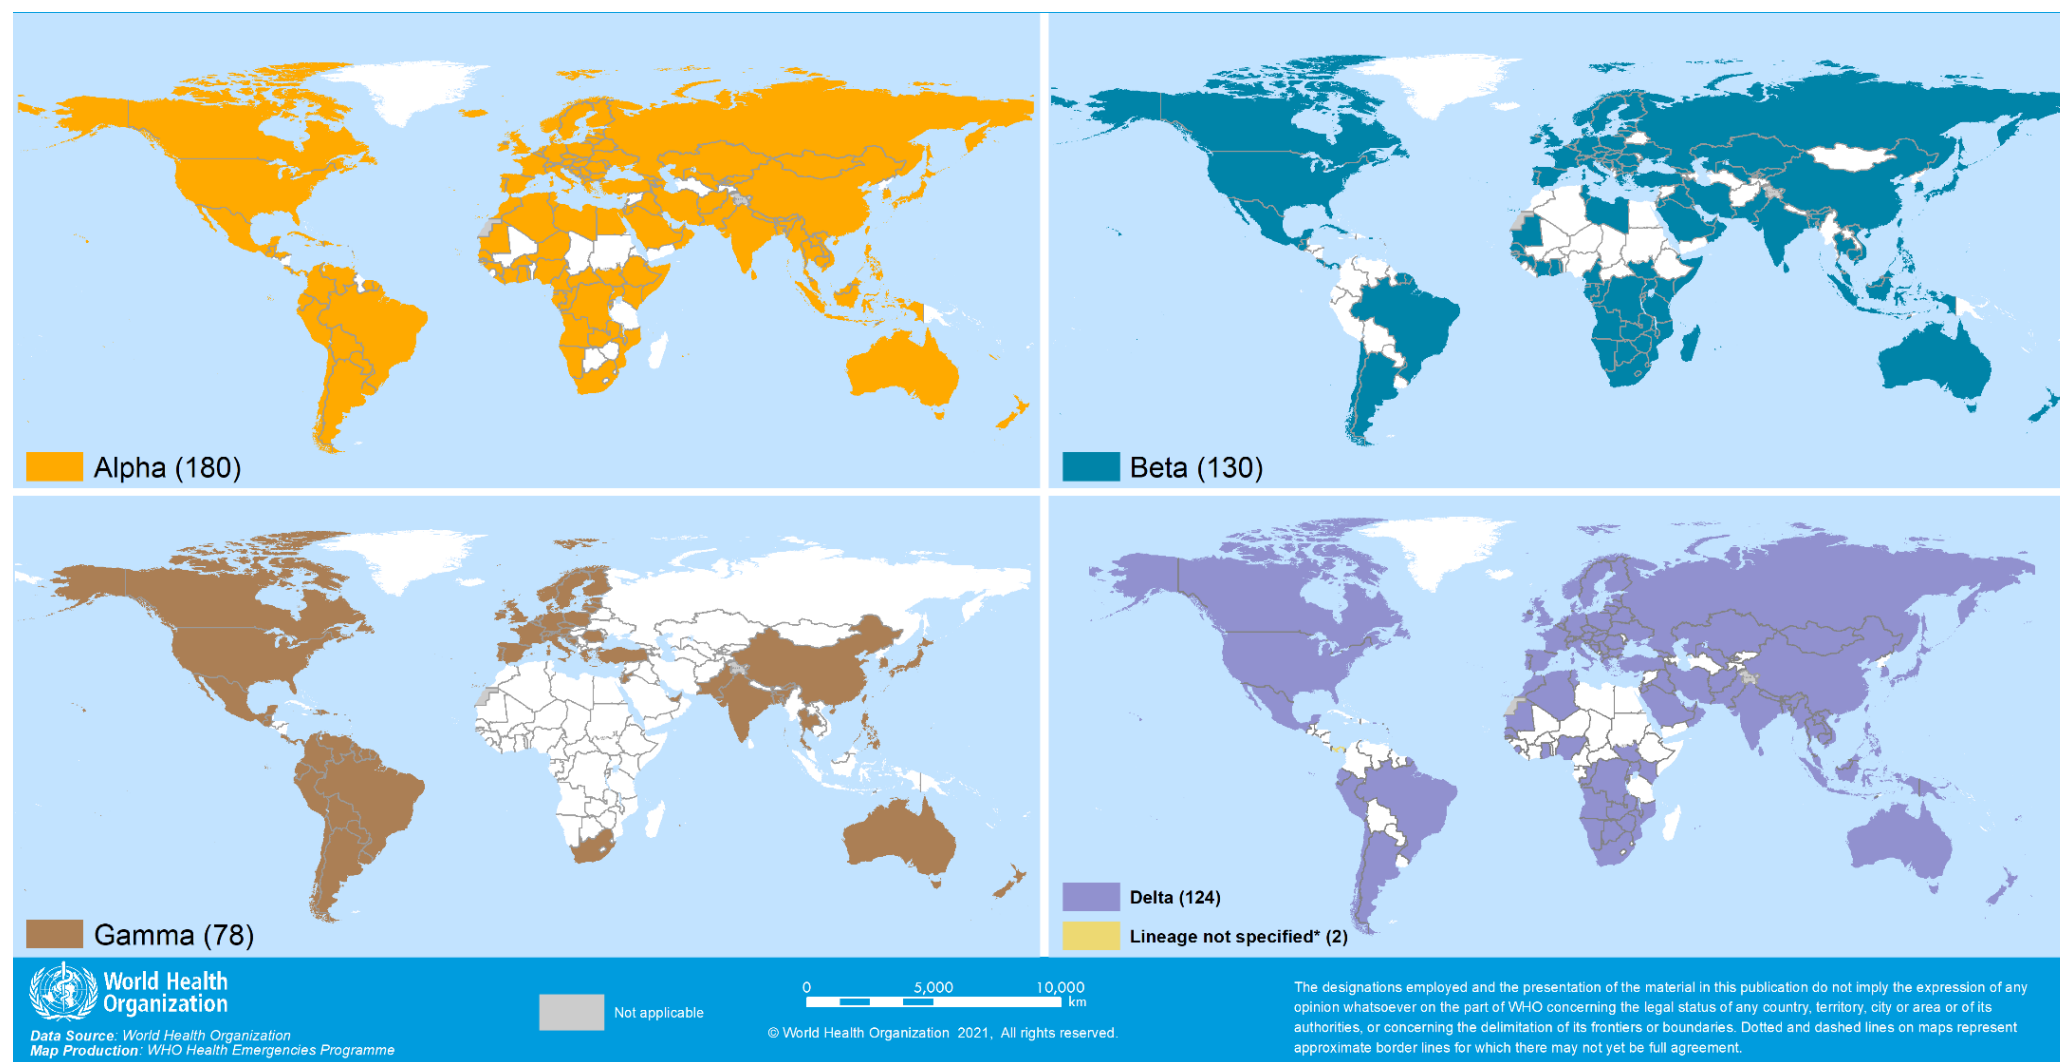 Alpha (180)
Beta (130)
Gamma (78)
Delta (124)
Lineage not specified* (2)
World Health
Organization
Data Source: World Health Organization
Map Production: WHO Health Emergencies Programme
Not applicable
0 5,000 10,000
km
© World Health Organization 2021, All rights reserved.
The designations employed and the presentation of the material in this publication do not imply the expression of any
opinion whatsoever on the part of WHO concerning the legal status of any country, territory, city or area or of its
authorities, or concerning the delimitation of its frontiers or boundaries. Dotted and dashed lines on maps represent
approximate border lines for which there may not yet be full agreement.